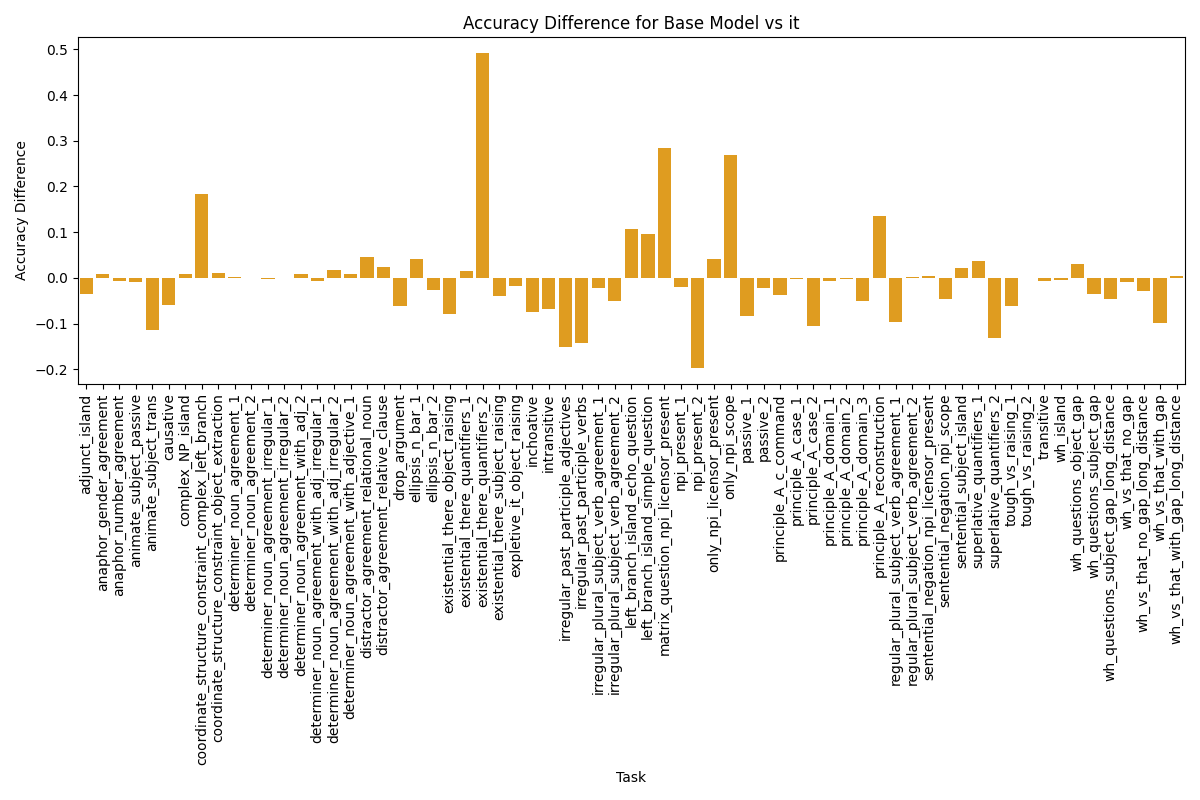 Accuracy Difference for Base Model vs it
Accuracy Difference
0.5
0.4
0.3
0.2
0.1
0.0
−0.1
−0.2
adjunct_island
anaphor_gender_agreement
anaphor_number_agreement
animate_subject_passive
animate_subject_trans
causative
complex_NP_island
coordinate_structure_constraint_complex_left_branch
coordinate_structure_constraint_object_extraction
determiner_noun_agreement_1
determiner_noun_agreement_2
determiner_noun_agreement_irregular_1
determiner_noun_agreement_irregular_2
determiner_noun_agreement_with_adj_2
determiner_noun_agreement_with_adj_irregular_1
determiner_noun_agreement_with_adj_irregular_2
determiner_noun_agreement_with_adjective_1
distractor_agreement_relational_noun
distractor_agreement_relative_clause
drop_argument
ellipsis_n_bar_1
ellipsis_n_bar_2
existential_there_object_raising
existential_there_quantifiers_1
existential_there_quantifiers_2
existential_there_subject_raising
expletive_it_object_raising
inchoative
intransitive
irregular_past_participle_adjectives
irregular_past_participle_verbs
irregular_plural_subject_verb_agreement_1
irregular_plural_subject_verb_agreement_2
left_branch_island_echo_question
left_branch_island_simple_question
matrix_question_npi_licensor_present
npi_present_1
npi_present_2
only_npi_licensor_present
only_npi_scope
passive_1
passive_2
principle_A_c_command
principle_A_case_1
principle_A_case_2
principle_A_domain_1
principle_A_domain_2
principle_A_domain_3
principle_A_reconstruction
regular_plural_subject_verb_agreement_1
regular_plural_subject_verb_agreement_2
sentential_negation_npi_licensor_present
sentential_negation_npi_scope
sentential_subject_island
superlative_quantifiers_1
superlative_quantifiers_2
tough_vs_raising_1
tough_vs_raising_2
transitive
wh_island
wh_questions_object_gap
wh_questions_subject_gap
wh_questions_subject_gap_long_distance
wh_vs_that_no_gap
wh_vs_that_no_gap_long_distance
wh_vs_that_with_gap
wh_vs_that_with_gap_long_distance
Task